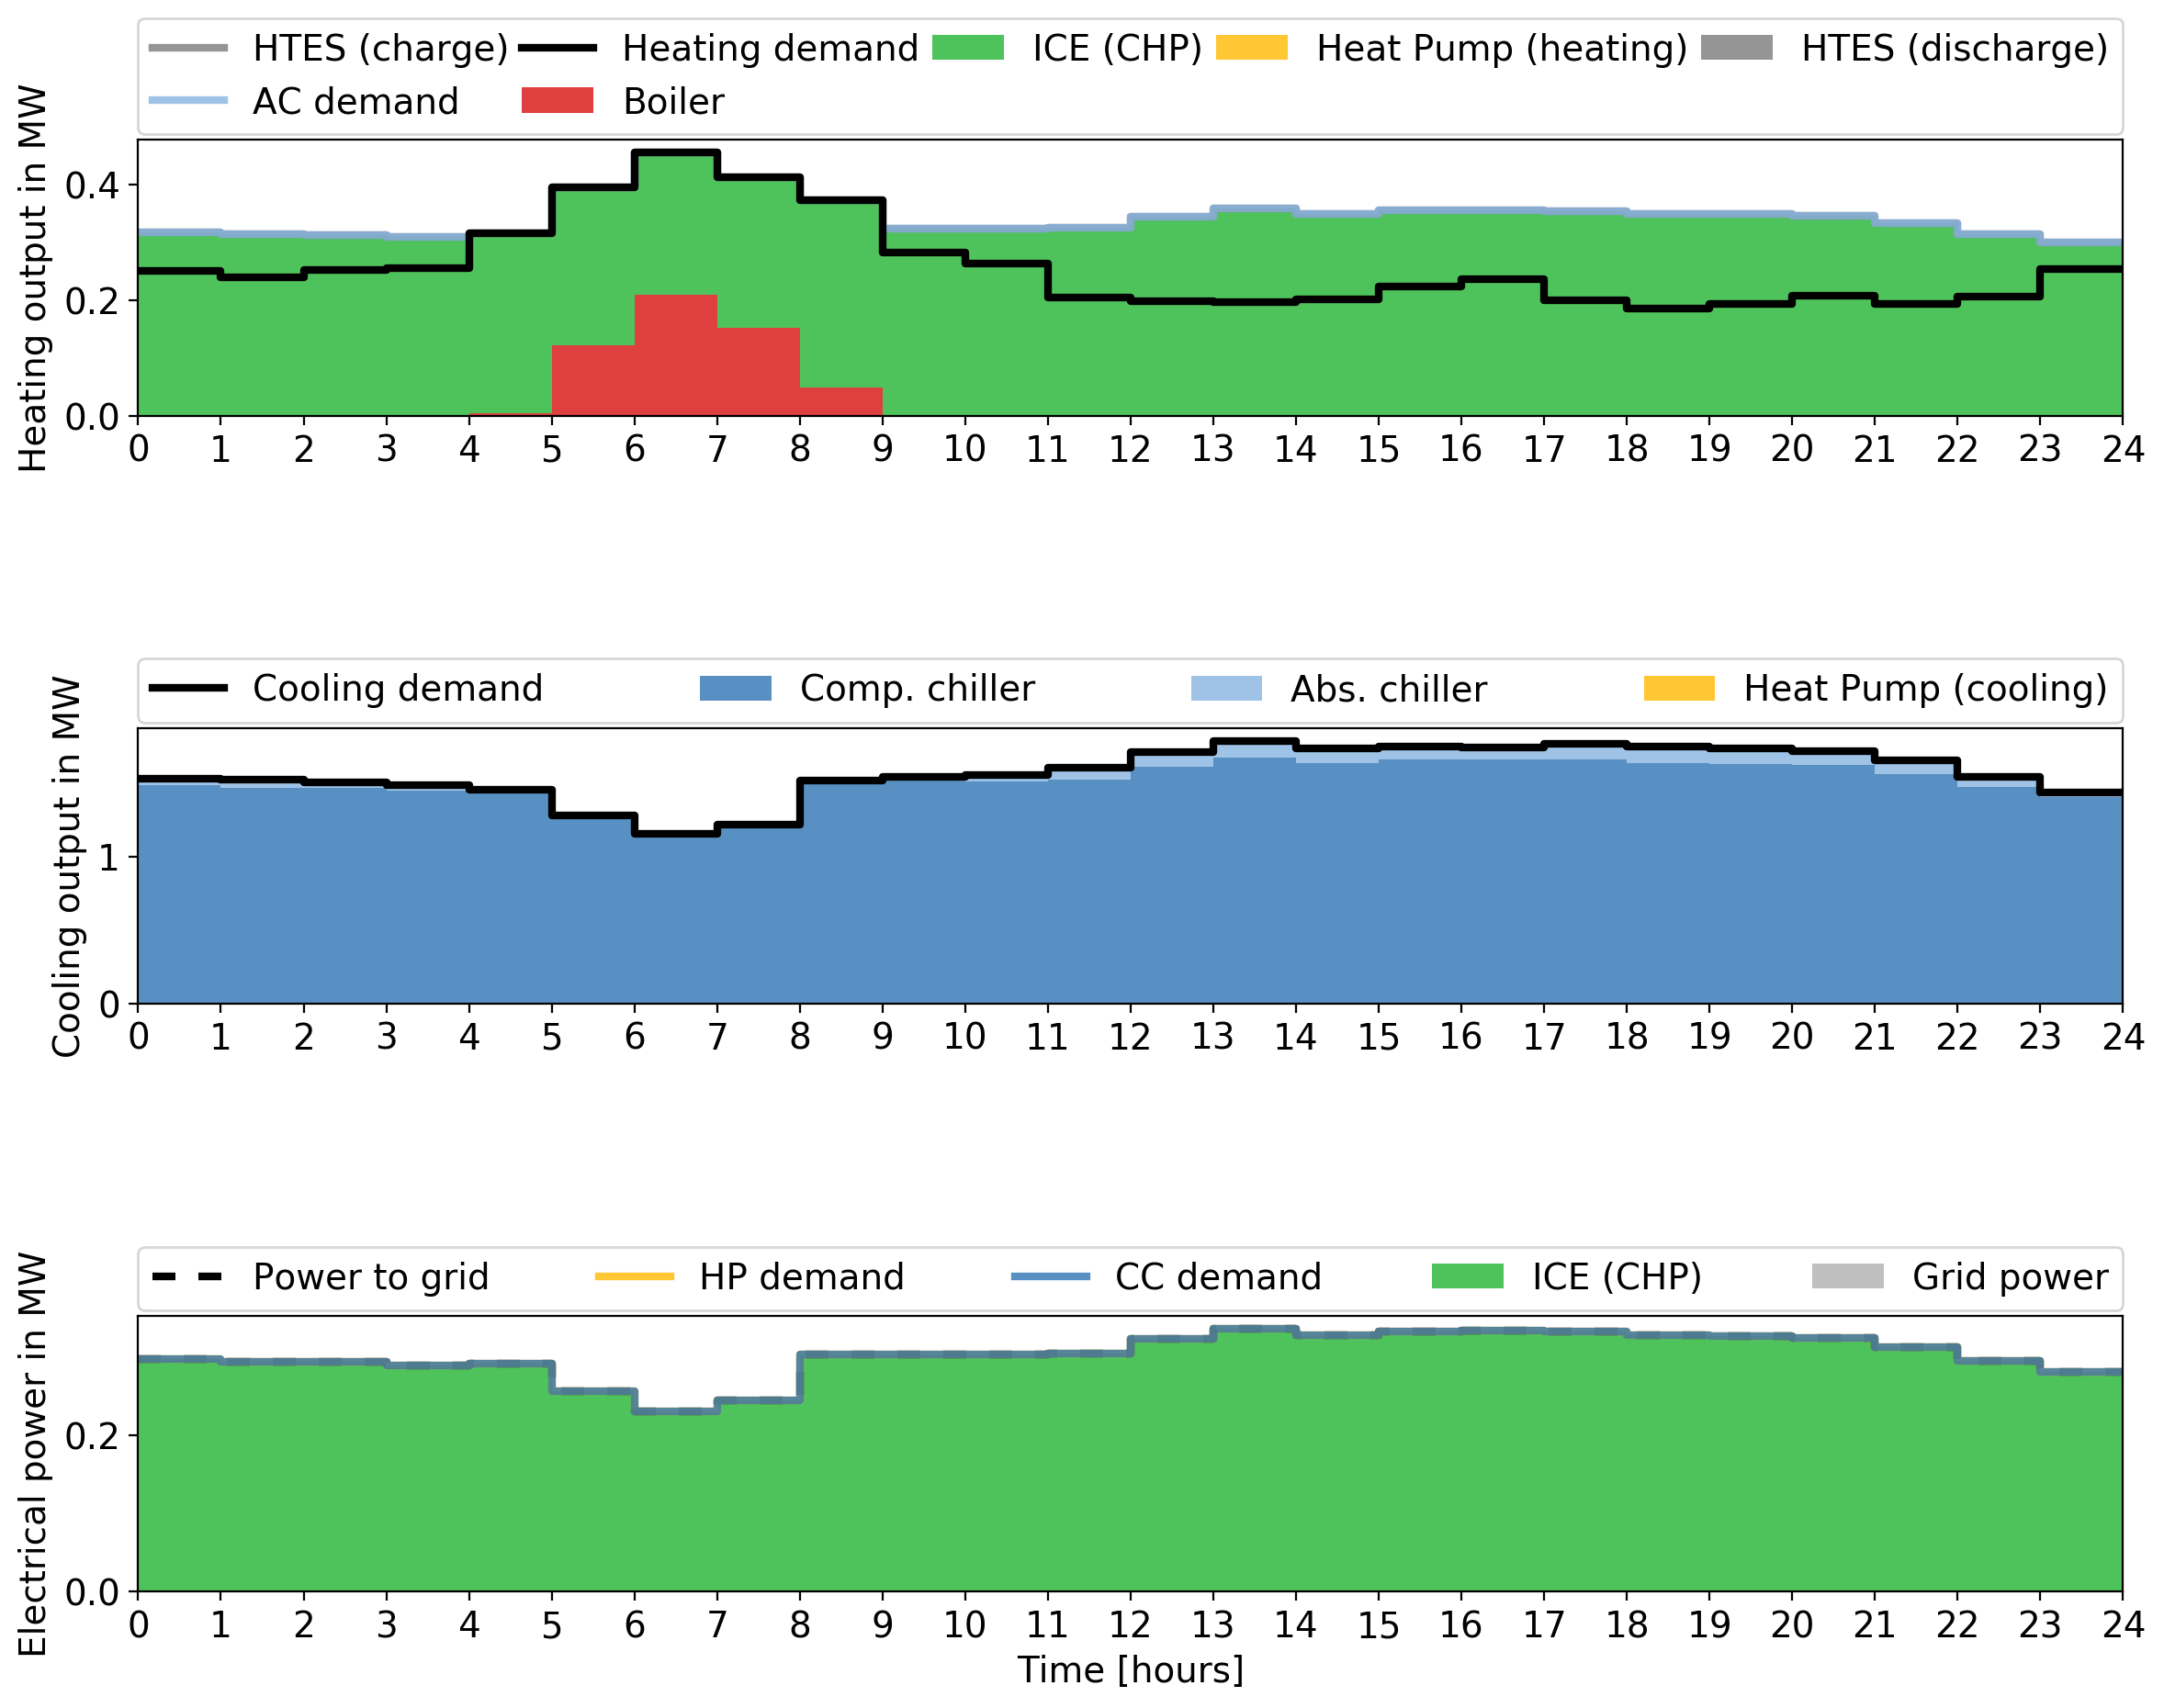 HTES (charge) Heating demand ICE (CHP) Heat Pump (heating) HTES (discharge)
AC demand Boiler
Heating output in MW
0.4
0.2
0.0
0 1 2 3 4 5 6 7 8 9 10 11 12 13 14 15 16 17 18 19 20 21 22 23 24
Cooling demand Comp. chiller Abs. chiller Heat Pump (cooling)
Cooling output in MW
1
0
0 1 2 3 4 5 6 7 8 9 10 11 12 13 14 15 16 17 18 19 20 21 22 23 24
Power to grid HP demand CC demand ICE (CHP) Grid power
Electrical power in MW
0.2
0.0
0 1 2 3 4 5 6 7 8 9 10 11 12 13 14 15 16 17 18 19 20 21 22 23 24
Time [hours]